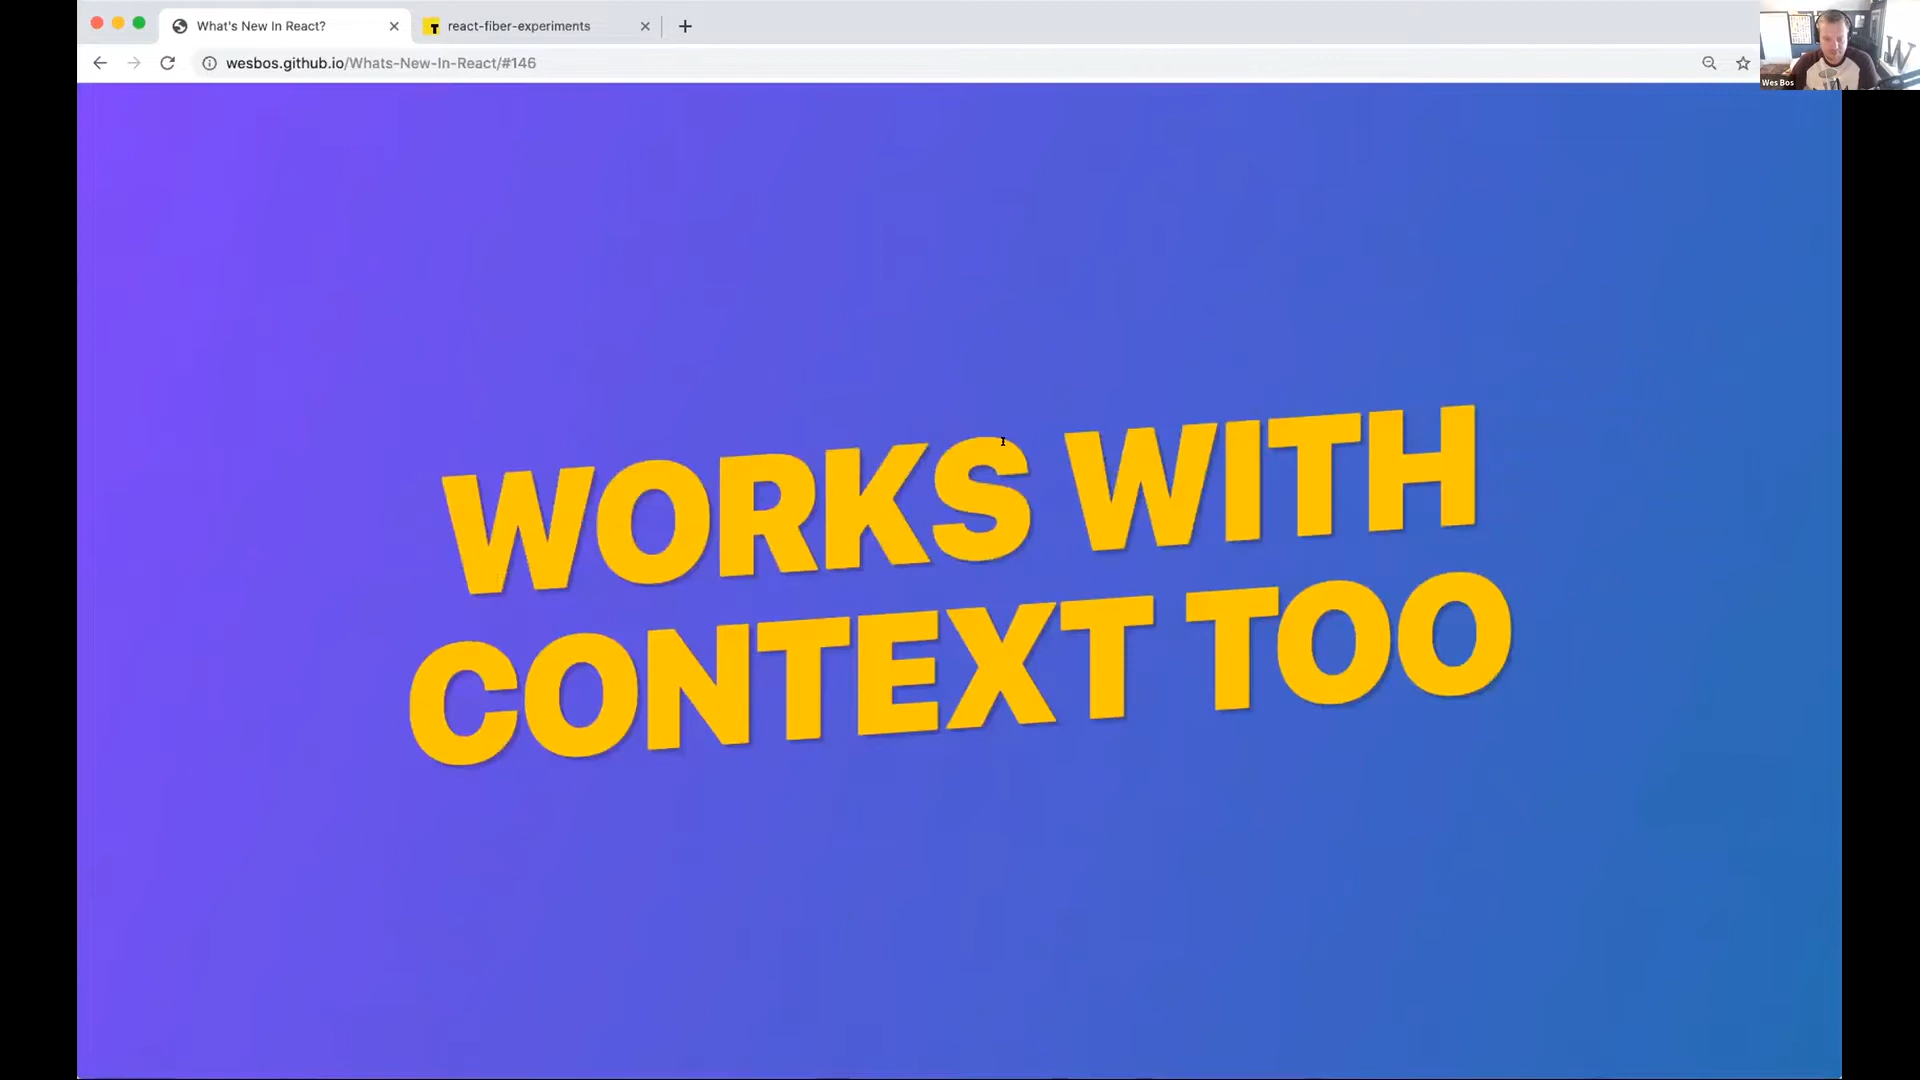 What's New In React?
react-fiber-experiments
wesbos.github.io/Whats-New-In-React/#146
Wes Bos
WORKS WITH
CONTEXT TOO